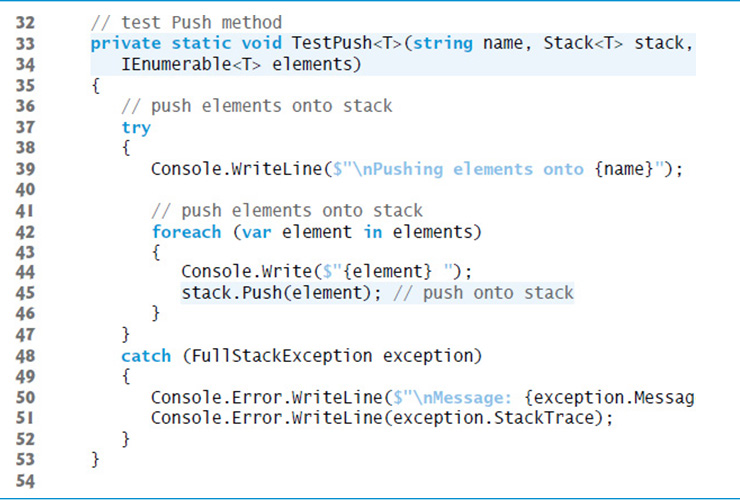 32 // test Push method
33 private static void TestPush<T>(string name, Stack<T> stack,
34 IEnumerable<T> elements)
35 {
36 // push elements onto stack
37 try
38 {
39 Console.WriteLine($"\nPushing elements onto {name}");
40
41 // push elements onto stack
42 foreach (var element in elements)
43 {
44 Console.Write($"{element} ");
45 stack.Push(element); // push onto stack
46 }
47 }
48 catch (FullStackException exception)
49 {
50 Console.Error.WriteLine($"\nMessage: {exception.Messag
51 Console.Error.WriteLine(exception.StackTrace);
52 }
53 }
54